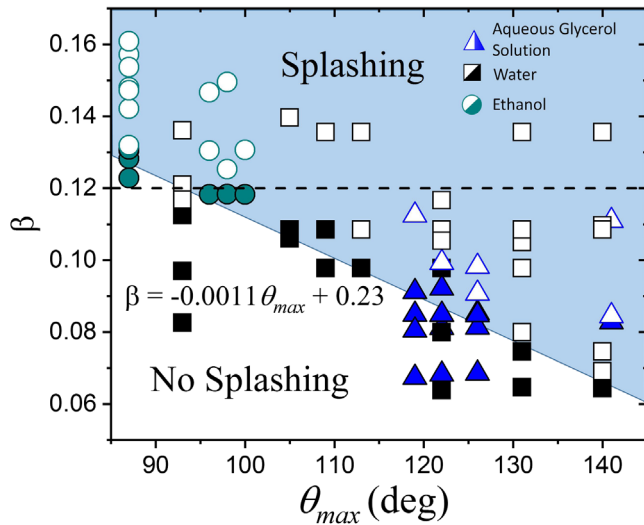 0.16
0.14
0.12
0.10
0.08
0.06
β
Splashing
Aqueous Glycerol
Solution
Water
Ethanol
β = -0.0011θmax + 0.23
No Splashing
90 100 110 120 130 140
θmax (deg)